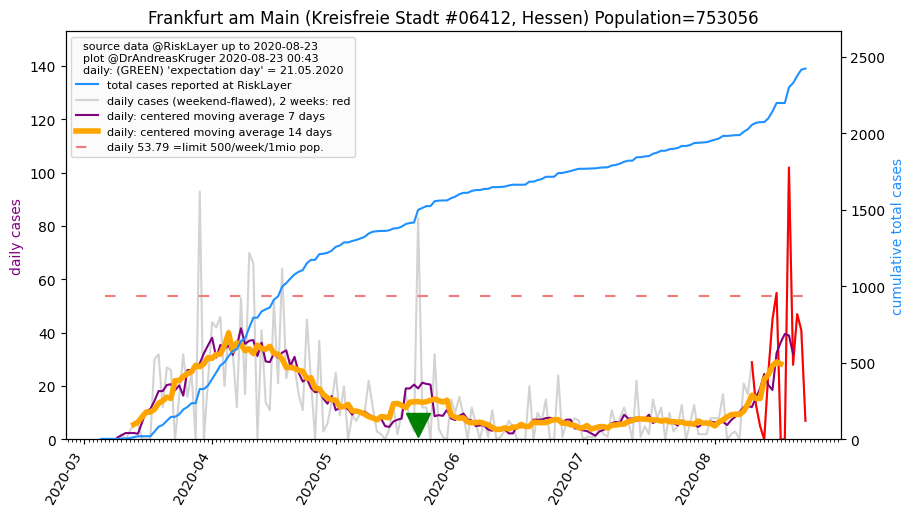 Frankfurt am Main (Kreisfreie Stadt #06412, Hessen) Population=753056
source data @RiskLayer up to 2020-08-23
plot @DrAndreasKruger 2020-08-23 00:43
daily: (GREEN) 'expectation day' = 21.05.2020
total cases reported at RiskLayer
daily cases (weekend-flawed), 2 weeks: red
daily: centered moving average 7 days
daily: centered moving average 14 days
daily 53.79 =limit 500/week/1mio pop.
daily cases
140
120
100
80
60
40
20
0
2500
2000
1500
1000
500
0
cumulative total cases
2020-03
2020-04
2020-05
2020-06
2020-07
2020-08